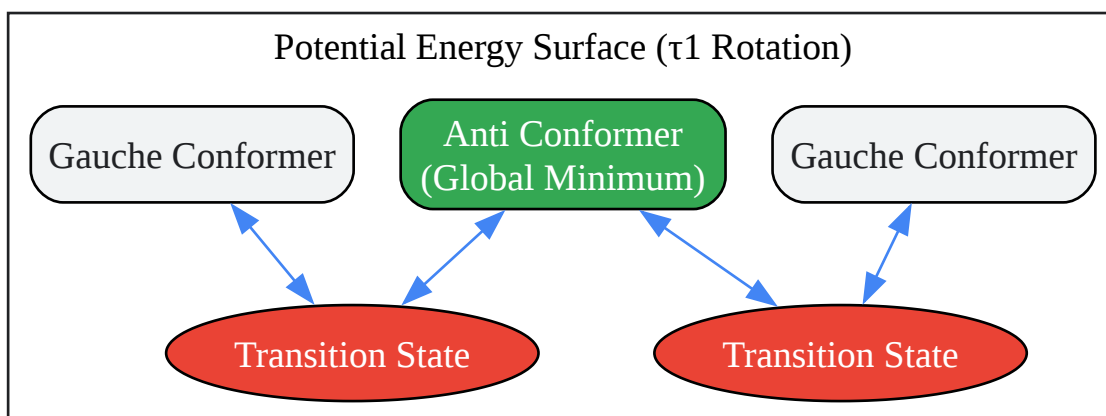 Potential Energy Surface (τ1 Rotation)
Gauche Conformer
Anti Conformer
(Global Minimum)
Gauche Conformer
Transition State
Transition State